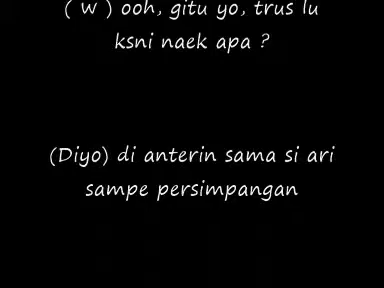 ( W ) ooh, gitu yo, trus lu
ksni naek apa ?
(Diyo) di anterin sama si ari
sampe persimpangan